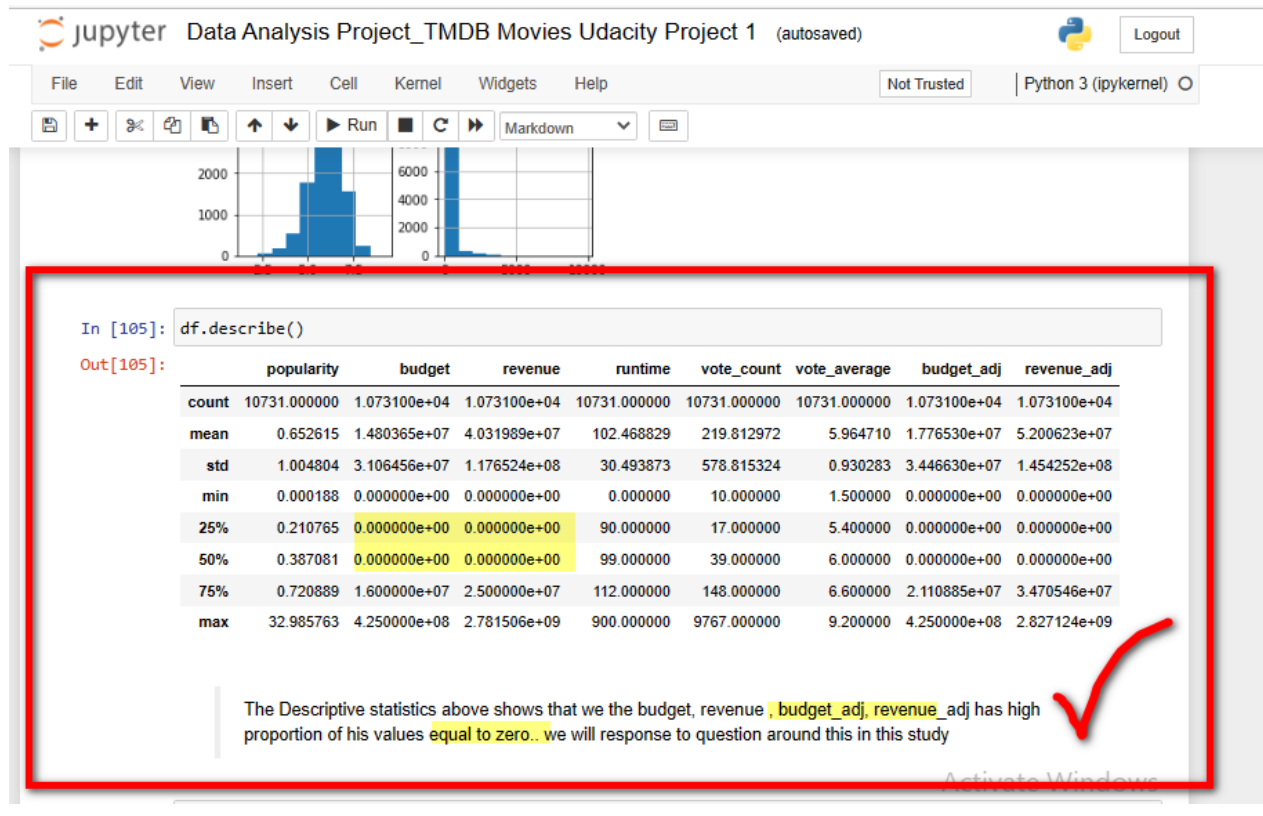 jupyter Data Analysis Project_TMDB Movies Udacity Project 1 (autosaved) Logout
File Edit View Insert Cell Kernel Widgets Help Not Trusted Python 3 (ipykernel)
Run Markdown
2000 6000
1000 4000
2000
0 0
In [105]: df.describe()
Out[105]:
popularity budget revenue runtime vote_count vote_average budget_adj revenue_adj
count 10731.000000 1.073100e+04 1.073100e+04 10731.000000 10731.000000 10731.000000 1.073100e+04 1.073100e+04
mean 0.652615 1.480365e+07 4.031989e+07 102.468829 219.812972 5.964710 1.776530e+07 5.200623e+07
std 1.004804 3.106456e+07 1.176524e+08 30.493873 578.815324 0.930283 3.446630e+07 1.454252e+08
min 0.000188 0.000000e+00 0.000000e+00 0.000000 10.000000 1.500000 0.000000e+00 0.000000e+00
25% 0.210765 0.000000e+00 0.000000e+00 90.000000 17.000000 5.400000 0.000000e+00 0.000000e+00
50% 0.387081 0.000000e+00 0.000000e+00 99.000000 39.000000 6.000000 0.000000e+00 0.000000e+00
75% 0.720889 1.600000e+07 2.500000e+07 112.000000 148.000000 6.600000 2.110885e+07 3.470546e+07
max 32.985763 4.250000e+08 2.781506e+09 900.000000 9767.000000 9.200000 4.250000e+08 2.827124e+09
The Descriptive statistics above shows that we the budget, revenue , budget_adj, revenue_adj has high
proportion of his values equal to zero.. we will response to question around this in this study
Activate Windows